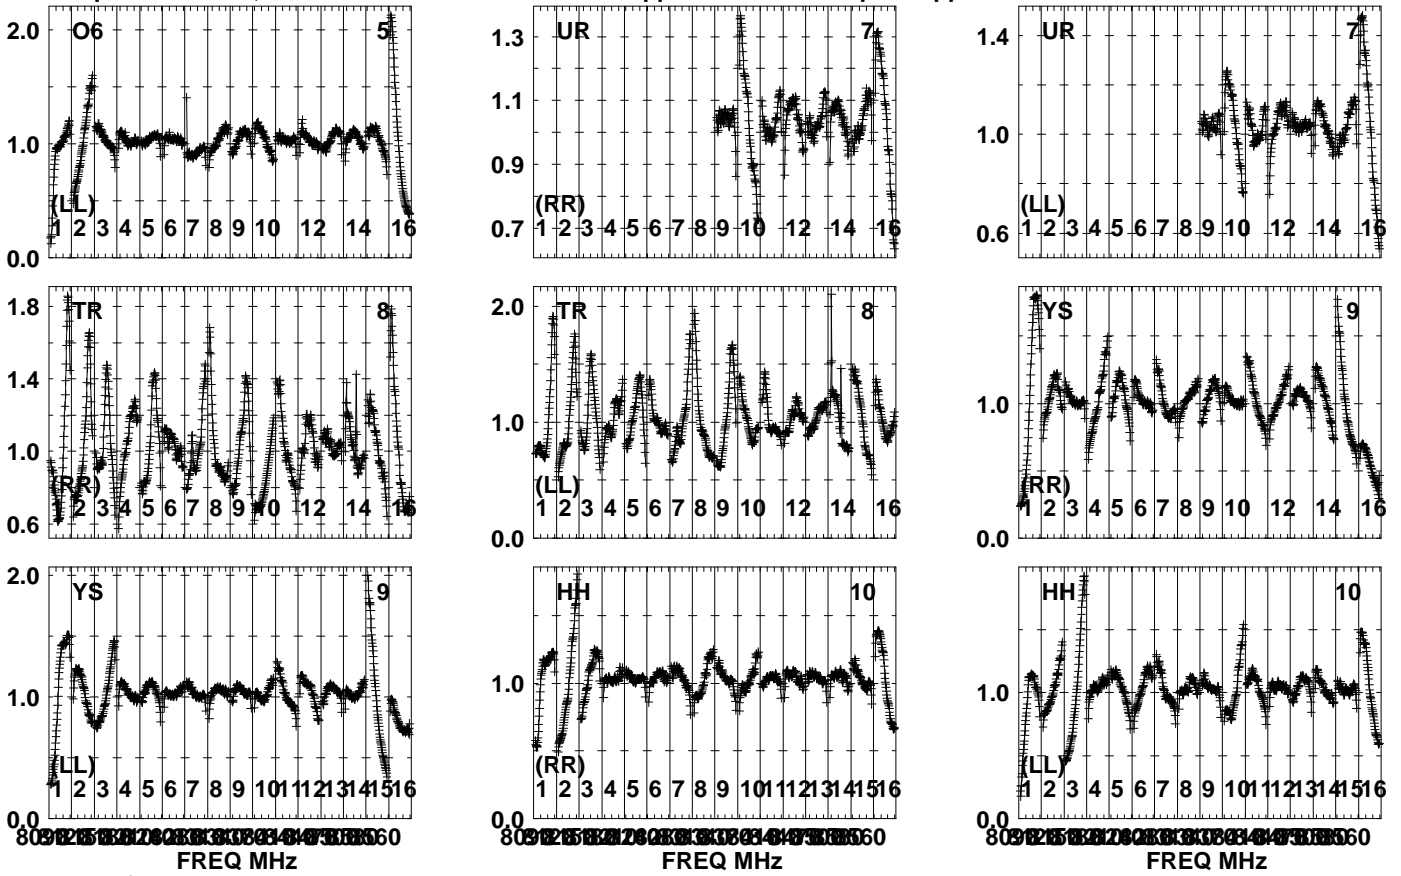 2.0 O6 5
1.0
(LL)
1 2 3 4 5 6 7 8 9 10 12 14 16
0.0
1.3 UR 7
1.1
0.9
(RR)
0.7 1 2 3 4 5 6 7 8 9 10 12 14 16
1.4 UR 7
1.0
(LL)
0.6 1 2 3 4 5 6 7 8 9 10 12 14 16
1.8 TR 8
1.4
1.0
(RR)
0.6 2 3 4 5 6 7 8 9 10 12 14 16
2.0 TR 8
1.0
(LL)
1 2 3 4 5 6 7 8 9 10 12 14 16
0.0
YS 9
1.0
(RR)
1 2 3 4 5 6 7 8 9 10 12 14 16
0.0
2.0 YS 9
1.0
(LL)
1 2 3 4 5 6 7 8 9 10 11 12 13 14 15 16
0.0
FREQ MHz
HH 10
1.0
(RR)
1 2 3 4 5 6 7 8 9 10 11 12 13 14 15 16
0.0
FREQ MHz
HH 10
1.0
(LL)
1 2 3 4 5 6 7 8 9 10 11 12 13 14 15 16
0.0
FREQ MHz